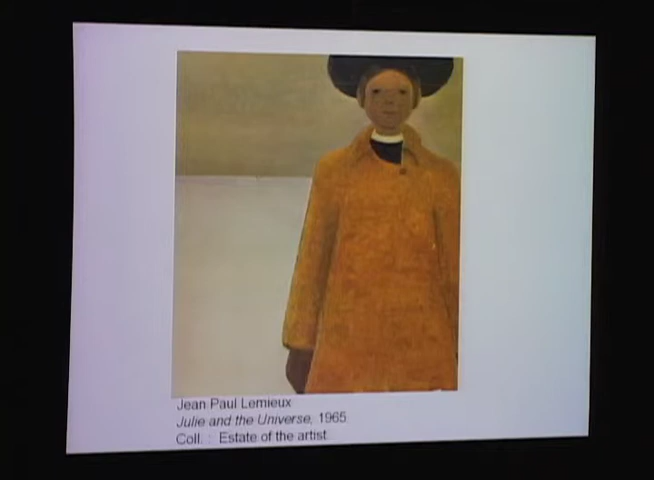 Jean Paul Lemieux
Julie and the Universe, 1965
Coll. : Estate of the artist